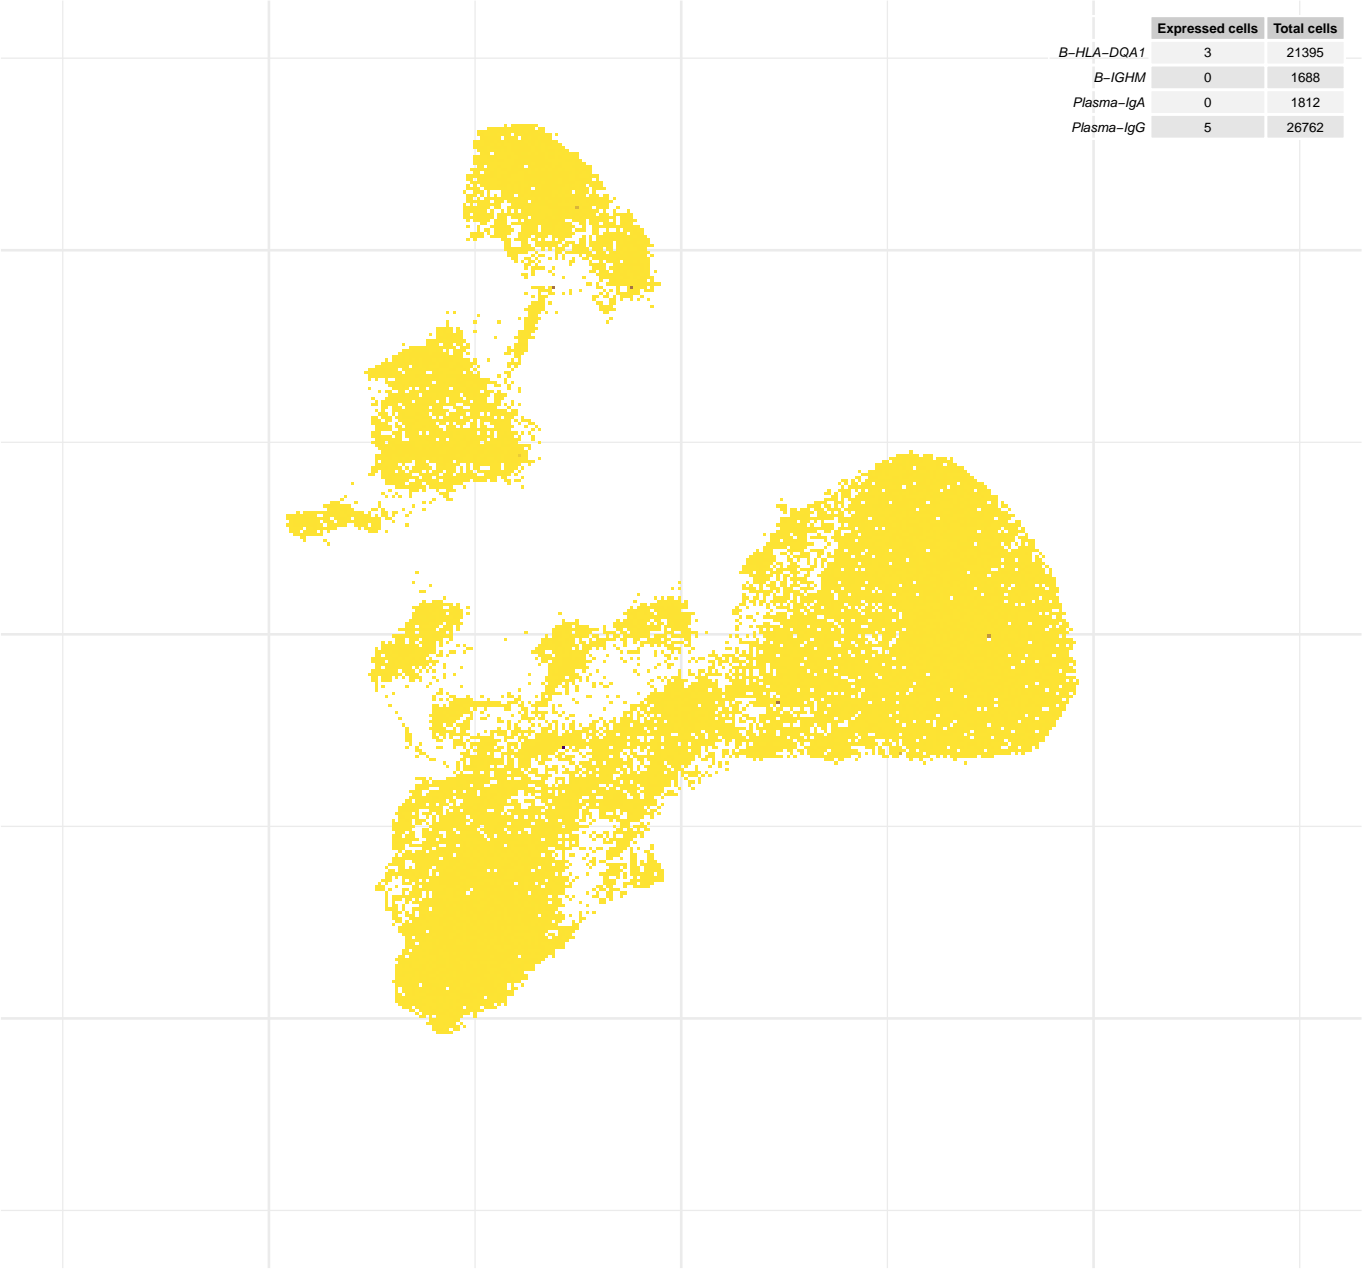 Expressed cells Total cells
B−HLA−DQA1 3 21395
B−IGHM 0 1688
Plasma−IgA 0 1812
Plasma−IgG 5 26762